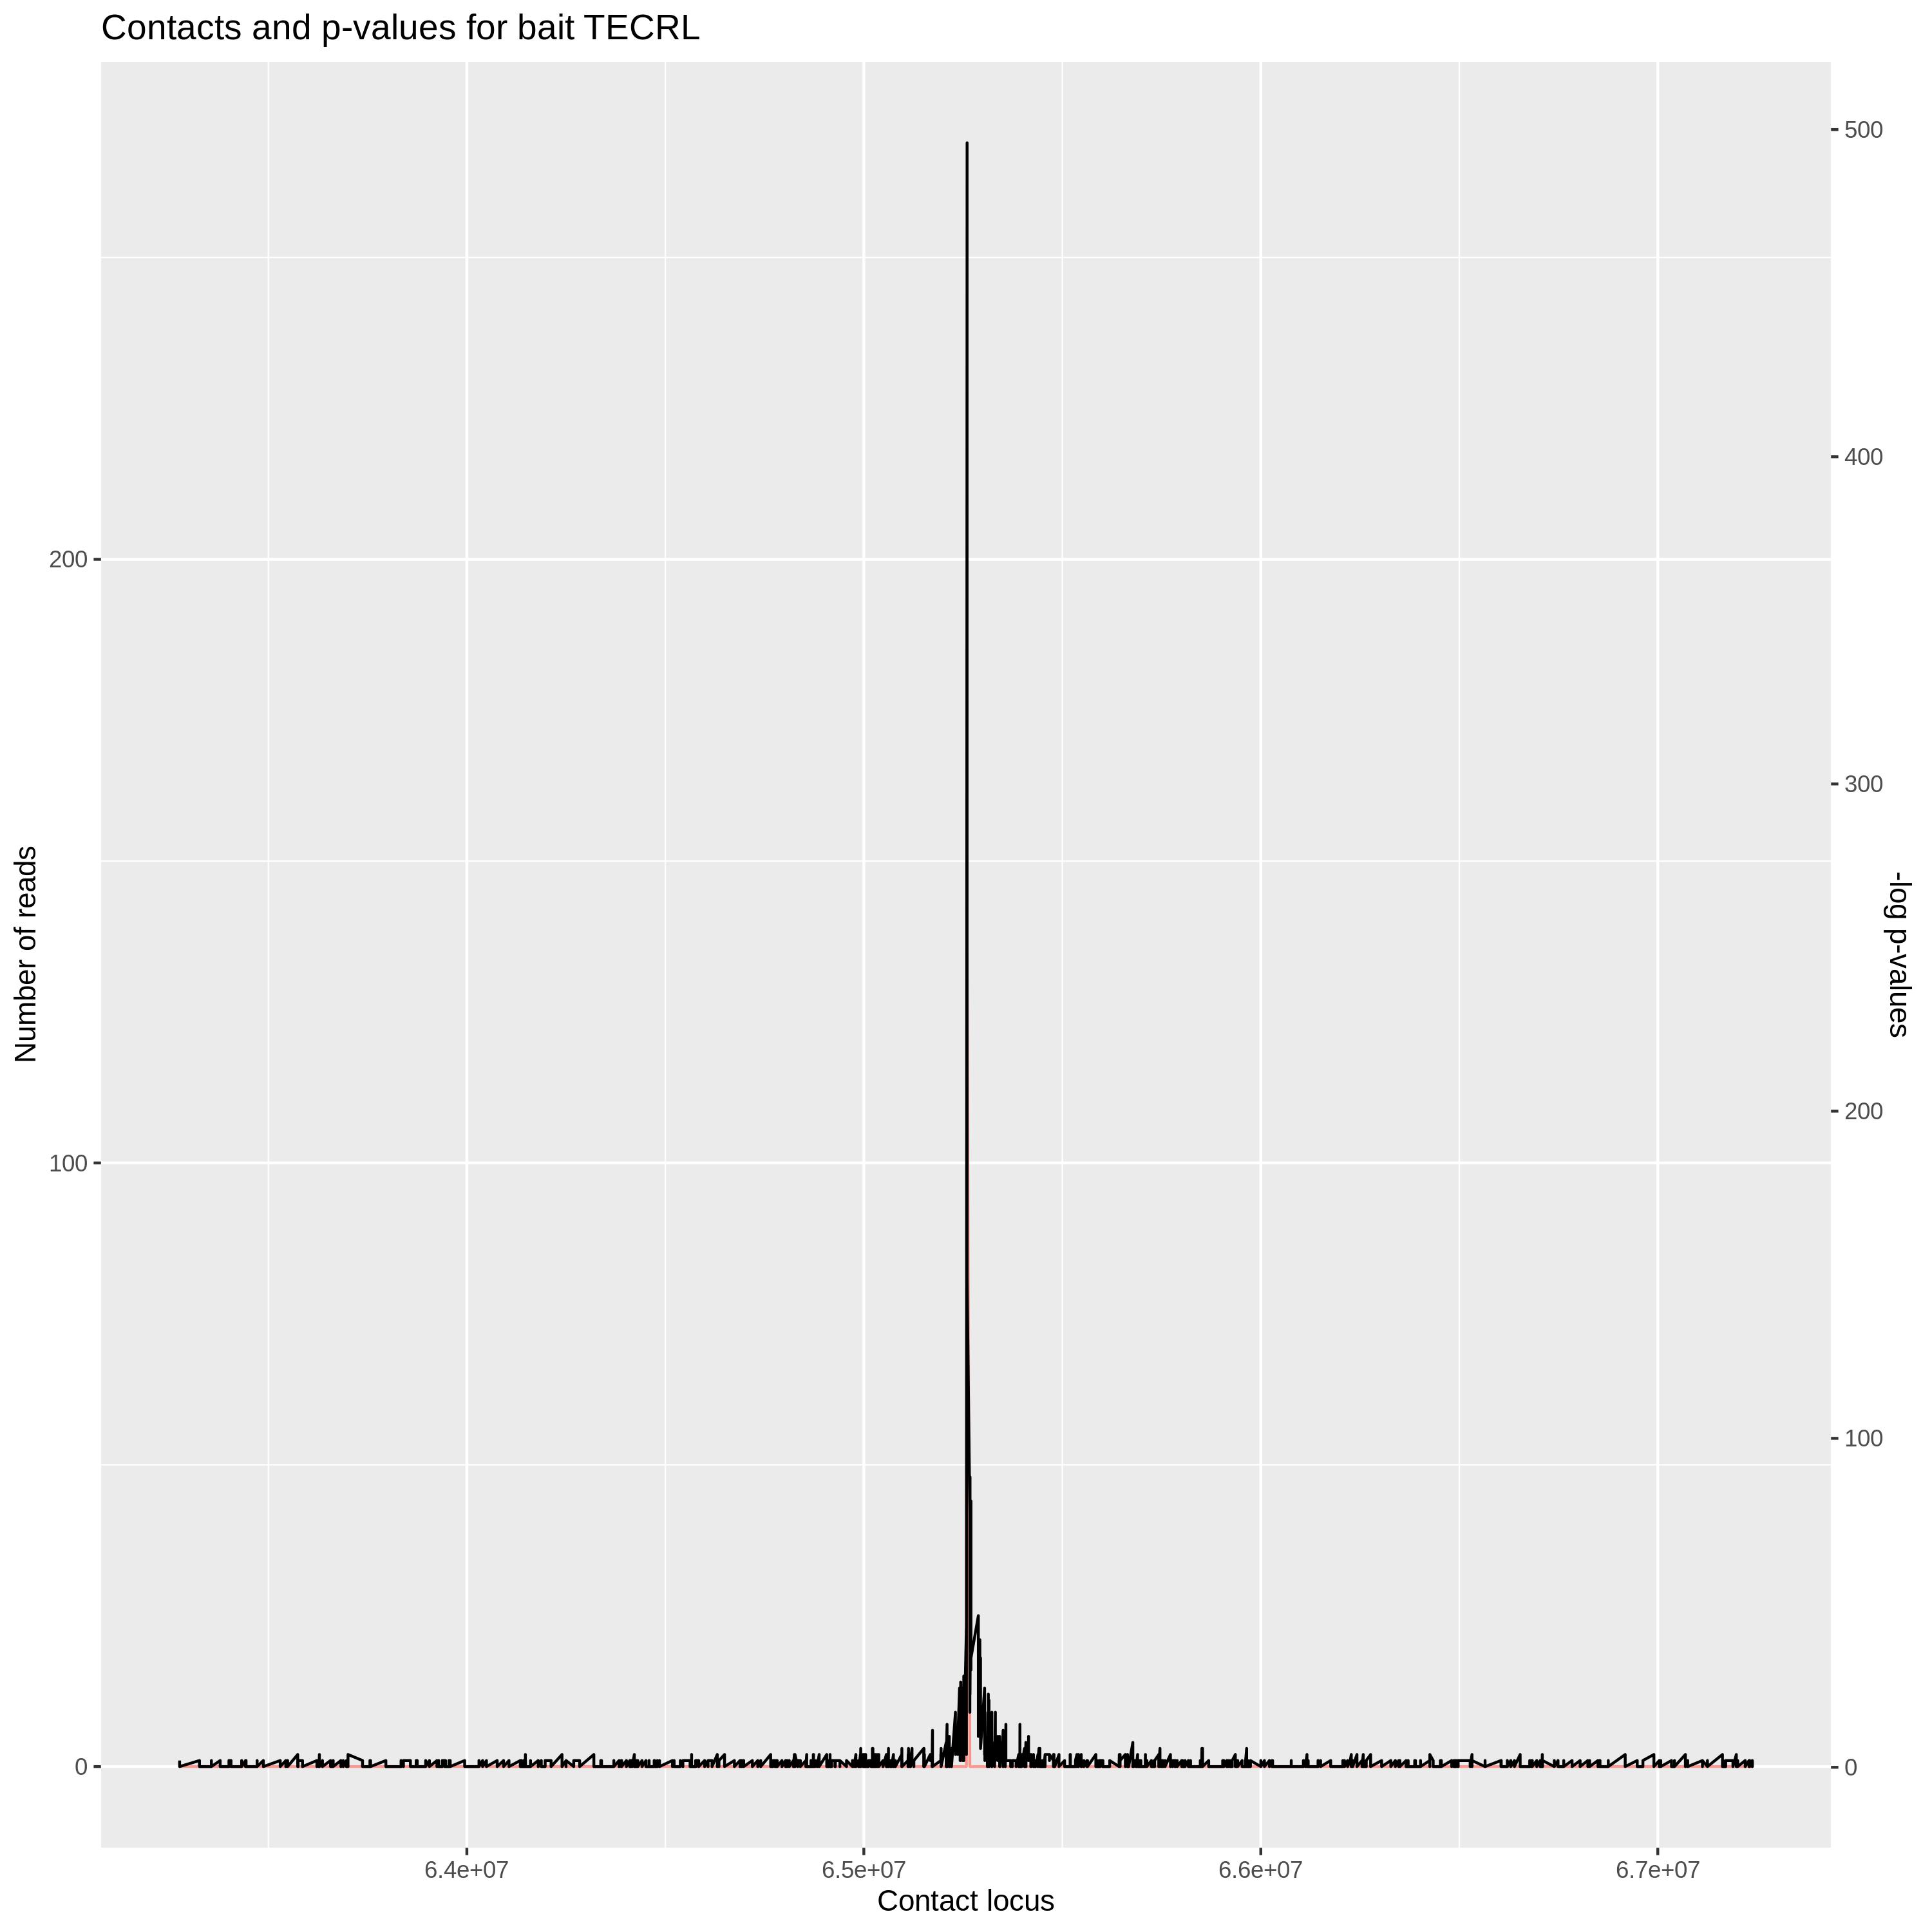 Contacts and p-values for bait TECRL
Number of reads
200
100
0
500
400
300
200
100
0
-log p-values
6.4e+07
6.5e+07
6.6e+07
6.7e+07
Contact locus